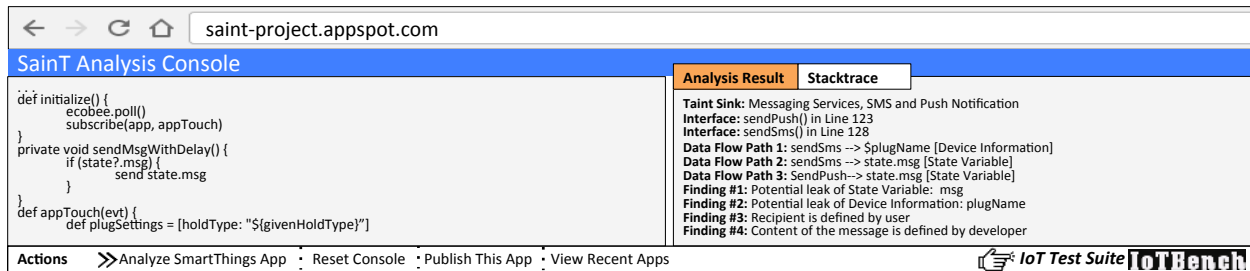 saint-project.appspot.com
SainT Analysis Console
. . .
def initialize() {
ecobee.poll()
subscribe(app, appTouch)
}
private void sendMsgWithDelay() {
if (state?.msg) {
send state.msg
}
}
def appTouch(evt) {
def plugSettings = [holdType: "${givenHoldType}”]
Analysis Result Stacktrace
Taint Sink: Messaging Services, SMS and Push Notification
Interface: sendPush() in Line 123
Interface: sendSms() in Line 128
Data Flow Path 1: sendSms --> $plugName [Device Information]
Data Flow Path 2: sendSms --> state.msg [State Variable]
Data Flow Path 3: SendPush--> state.msg [State Variable]
Finding #1: Potential leak of State Variable: msg
Finding #2: Potential leak of Device Information: plugName
Finding #3: Recipient is defined by user
Finding #4: Content of the message is defined by developer
Actions Analyze SmartThings App Reset Console Publish This App View Recent Apps IoT Test Suite IoTBench